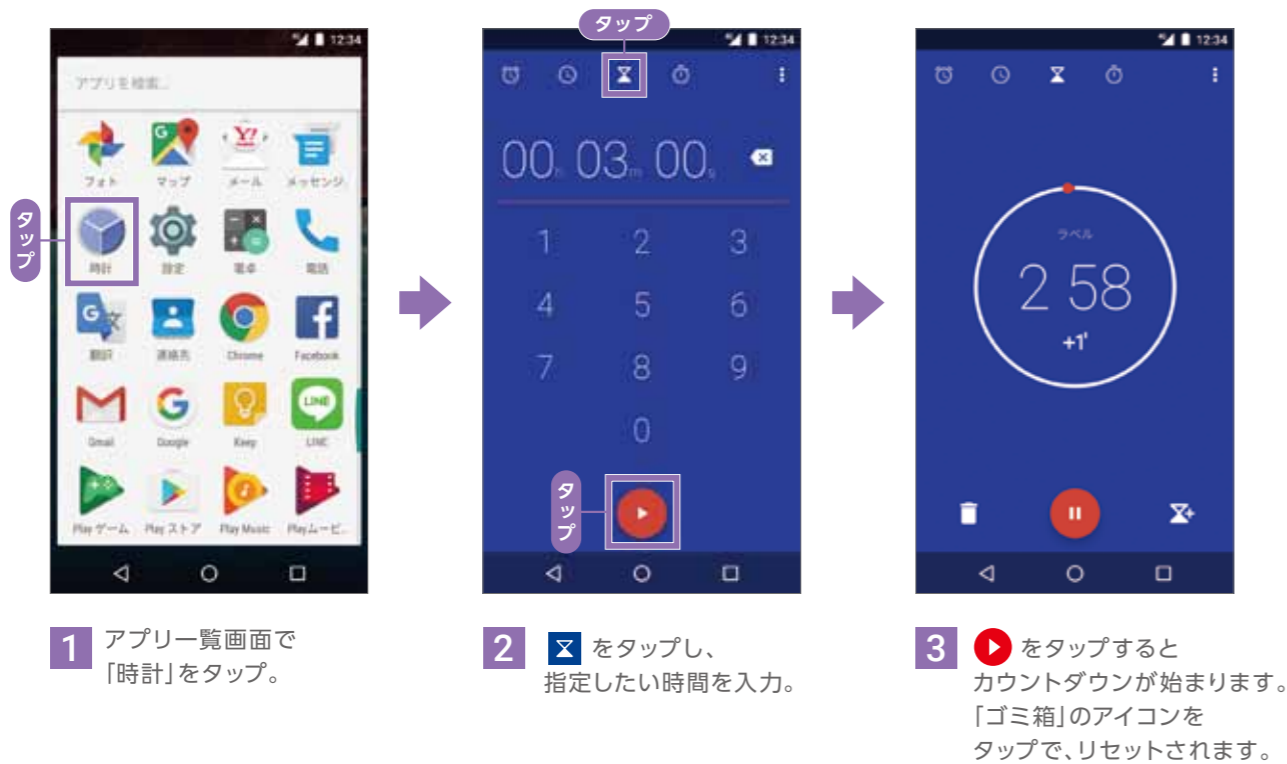 タップ
12:34
アプリを検索...
フォト マップ メール メッセンジ
タップ
時計 設定 電卓 電話
翻訳 連絡先 Chrome Facebook
Gmail Google Keep LINE
Play ゲーム Play ストア Play Music Playムービ..
1 アプリ一覧画面で
「時計」をタップ。
12:34
00h 03m 00s
1 2 3
4 5 6
7 8 9
0
タップ
2 をタップし、
指定したい時間を入力。
12:34
ラベル
2 58
+1'
3 をタップすると
カウントダウンが始まります。
「ゴミ箱」のアイコンを
タップで、リセットされます。